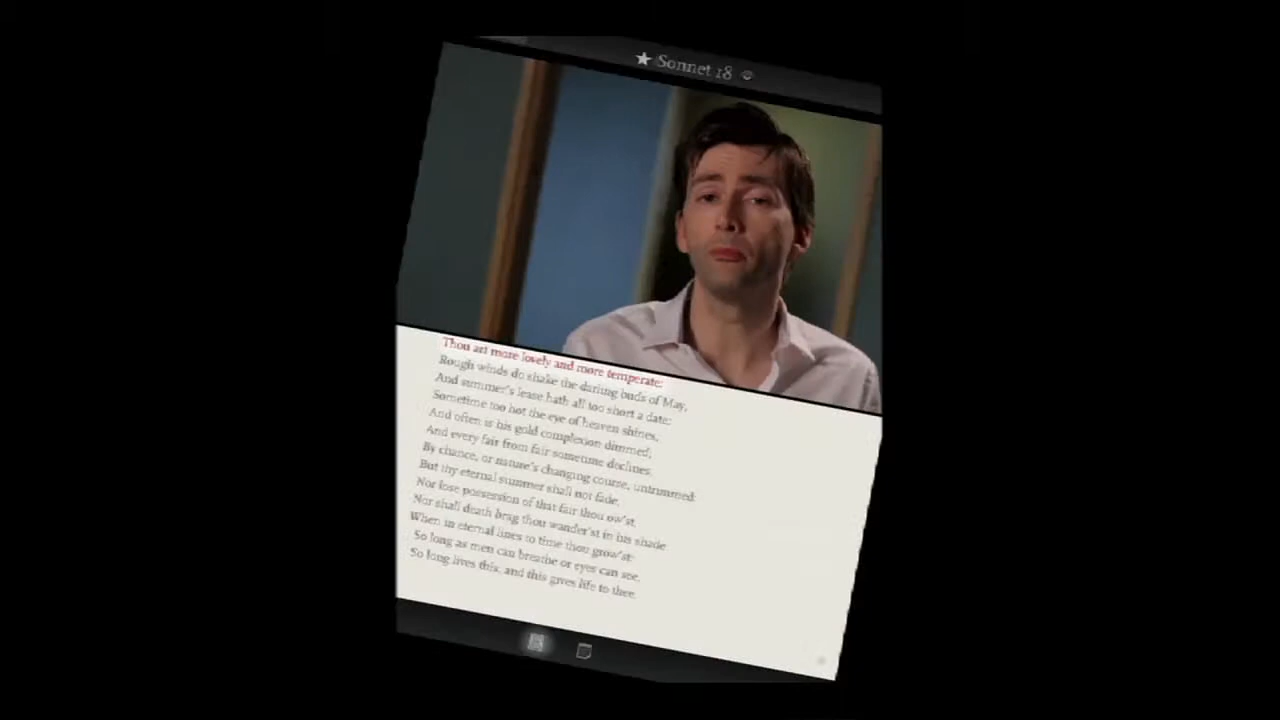 Sonnet 18
Thou art more lovely and more temperate:
Rough winds do shake the darling buds of May,
And summer's lease hath all too short a date:
Sometime too hot the eye of heaven shines,
And often is his gold complexion dimmed;
And every fair from fair sometime declines,
By chance, or nature's changing course, untrimmed:
But thy eternal summer shall not fade,
Nor lose possession of that fair thou ow'st,
Nor shall death brag thou wander'st in his shade
When in eternal lines to time thou grow'st:
So long as men can breathe or eyes can see,
So long lives this, and this gives life to thee.